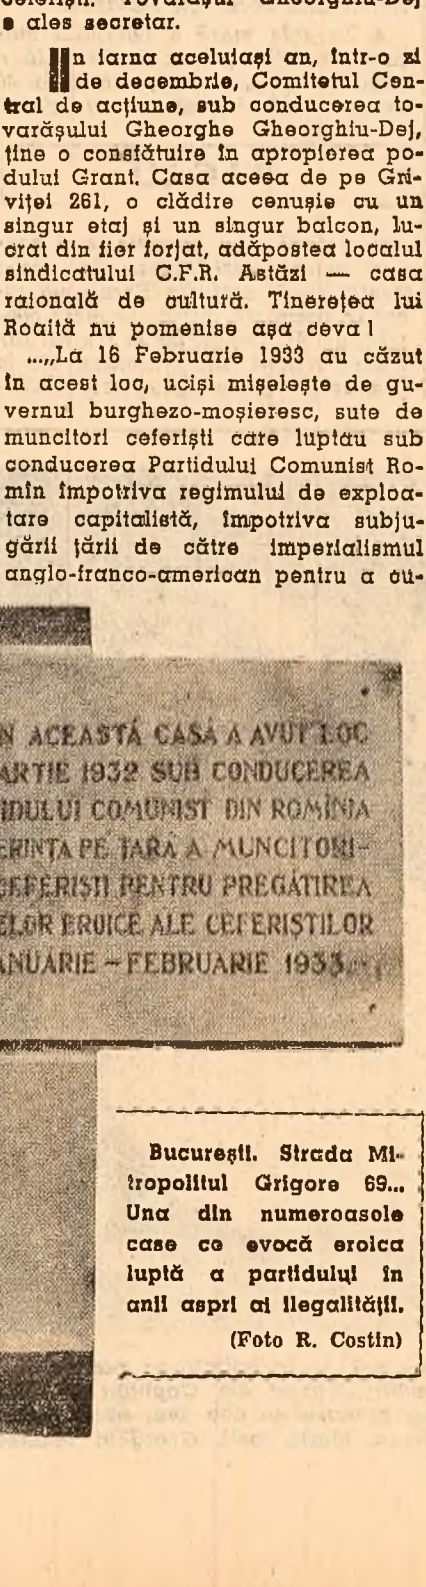 e ales secretar.
În iarna aceluiași an, într-o zi
de decembrie, Comitetul Cen-
tral de acțiune, sub conducerea to-
varășului Gheorghe Gheorghiu-Dej,
ține o consfătuire în apropierea po-
dului Grant. Casa aceea de pe Gri-
viței 261, o clădire cenușie cu un
singur etaj și un singur balcon, lu-
crat din fier forjat, adăpostea localul
sindicatului C.F.R. Astăzi — casa
raională de cultură. Tinerețea lui
Roaită nu pomenise așa ceva!
...„La 16 Februarie 1933 au căzut
în acest loc, uciși mișelește de gu-
vernul burghezo-moșieresc, sute de
muncitori ceferiști care luptau sub
conducerea Partidului Comunist Ro-
mîn împotriva regimului de exploa-
tare capitalistă, împotriva subju-
gării țării de către imperialismul
anglo-franco-american pentru a cu-
N ACEASTĂ CASĂ A AVUT LOC
ARTIE 1932 SUB CONDUCEREA
IDULUI COMUNIST DIN ROMÎNIA
ERINȚA PE ȚARĂ A MUNCITORI-
CEFERIȘTI PENTRU PREGĂTIREA
ELOR EROICE ALE CEFERIȘTILOR
ANUARIE – FEBRUARIE 1933
București. Strada Mi-
tropolitul Grigore 69...
Una din numeroasele
case ce evocă eroica
luptă a partidului în
anii aspri ai ilegalității.
(Foto R. Costin)